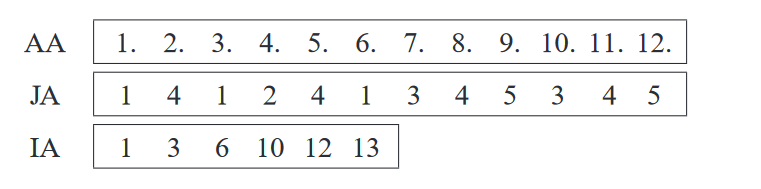 AA 1. 2. 3. 4. 5. 6. 7. 8. 9. 10. 11. 12.
JA 1 4 1 2 4 1 3 4 5 3 4 5
IA 1 3 6 10 12 13